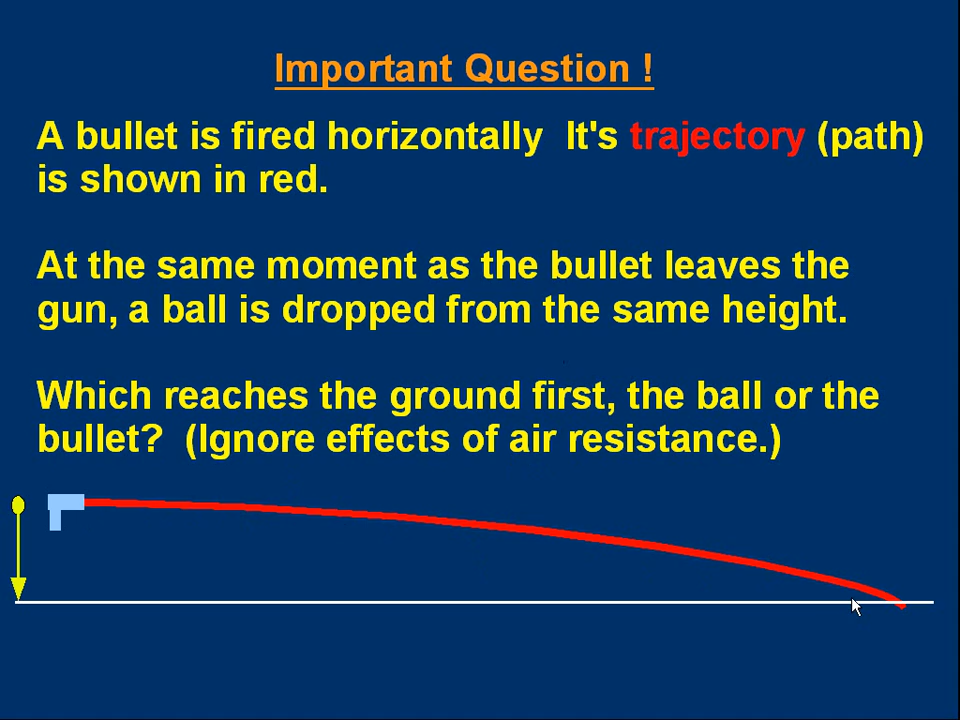 Important Question !
A bullet is fired horizontally  It's trajectory (path)
is shown in red.
At the same moment as the bullet leaves the
gun, a ball is dropped from the same height.
Which reaches the ground first, the ball or the
bullet?  (Ignore effects of air resistance.)